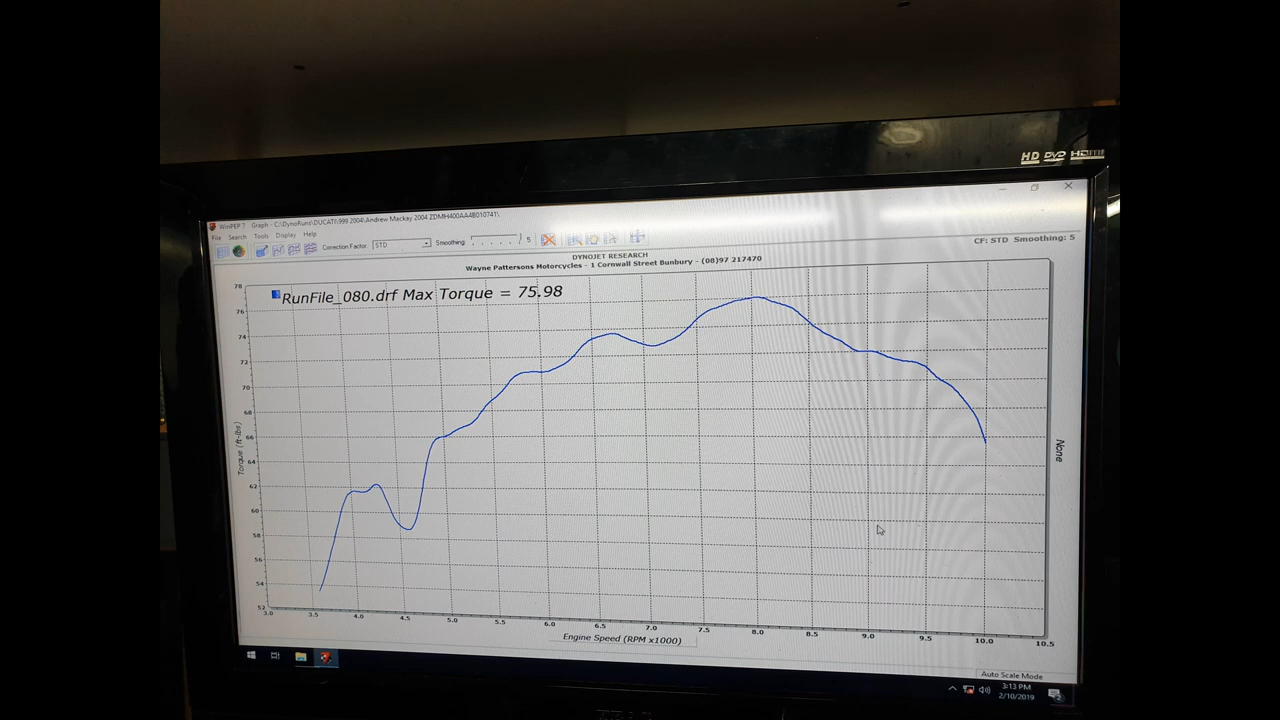 HD DVD HDMI
WinPEP 7 Graph - C:\DynoRuns\DUCATI\999 2004\Andrew Mackay 2004 ZDMH400AA4B010741\
File Search Tools Display Help
Correction Factor: STD Smoothing: 5
CF: STD Smoothing: 5
DYNOJET RESEARCH
Wayne Pattersons Motorcycles - 1 Cornwall Street Bunbury - (08)97 217470
RunFile_080.drf Max Torque = 75.98
78
76
74
72
70
68
66
64
62
60
58
56
54
52
Torque (ft-lbs)
None
3.0 3.5 4.0 4.5 5.0 5.5 6.0 6.5 7.0 7.5 8.0 8.5 9.0 9.5 10.0 10.5
Engine Speed (RPM x1000)
Auto Scale Mode
3:13 PM
2/10/2019